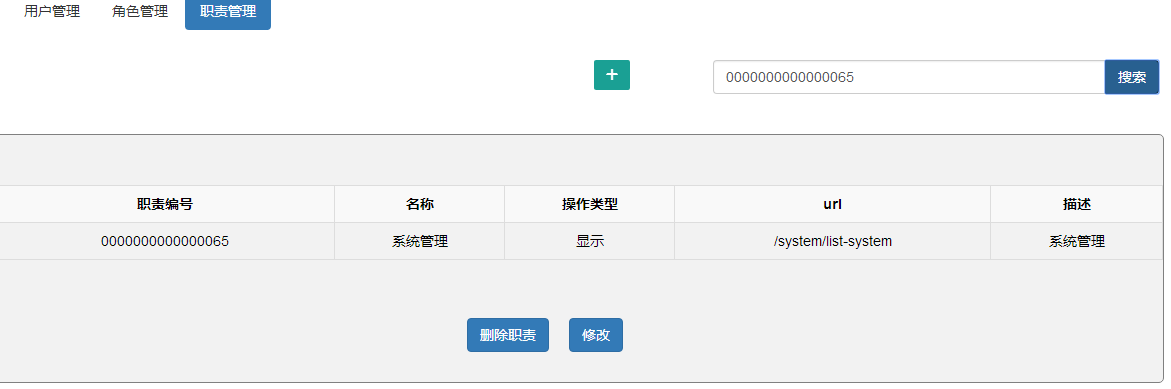 用户管理 角色管理 职责管理
+ 0000000000000065 搜索
职责编号 名称 操作类型 url 描述
0000000000000065 系统管理 显示 /system/list-system 系统管理
删除职责 修改